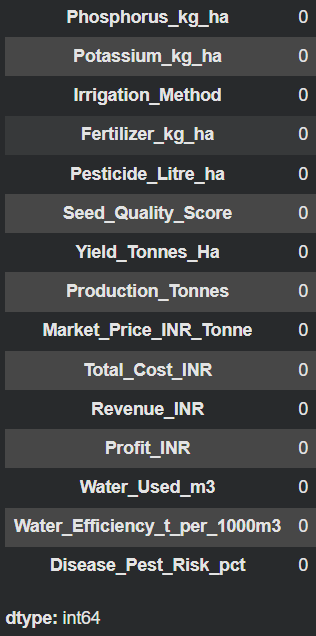 Phosphorus_kg_ha 0
Potassium_kg_ha 0
Irrigation_Method 0
Fertilizer_kg_ha 0
Pesticide_Litre_ha 0
Seed_Quality_Score 0
Yield_Tonnes_Ha 0
Production_Tonnes 0
Market_Price_INR_Tonne 0
Total_Cost_INR 0
Revenue_INR 0
Profit_INR 0
Water_Used_m3 0
Water_Efficiency_t_per_1000m3 0
Disease_Pest_Risk_pct 0
dtype: int64